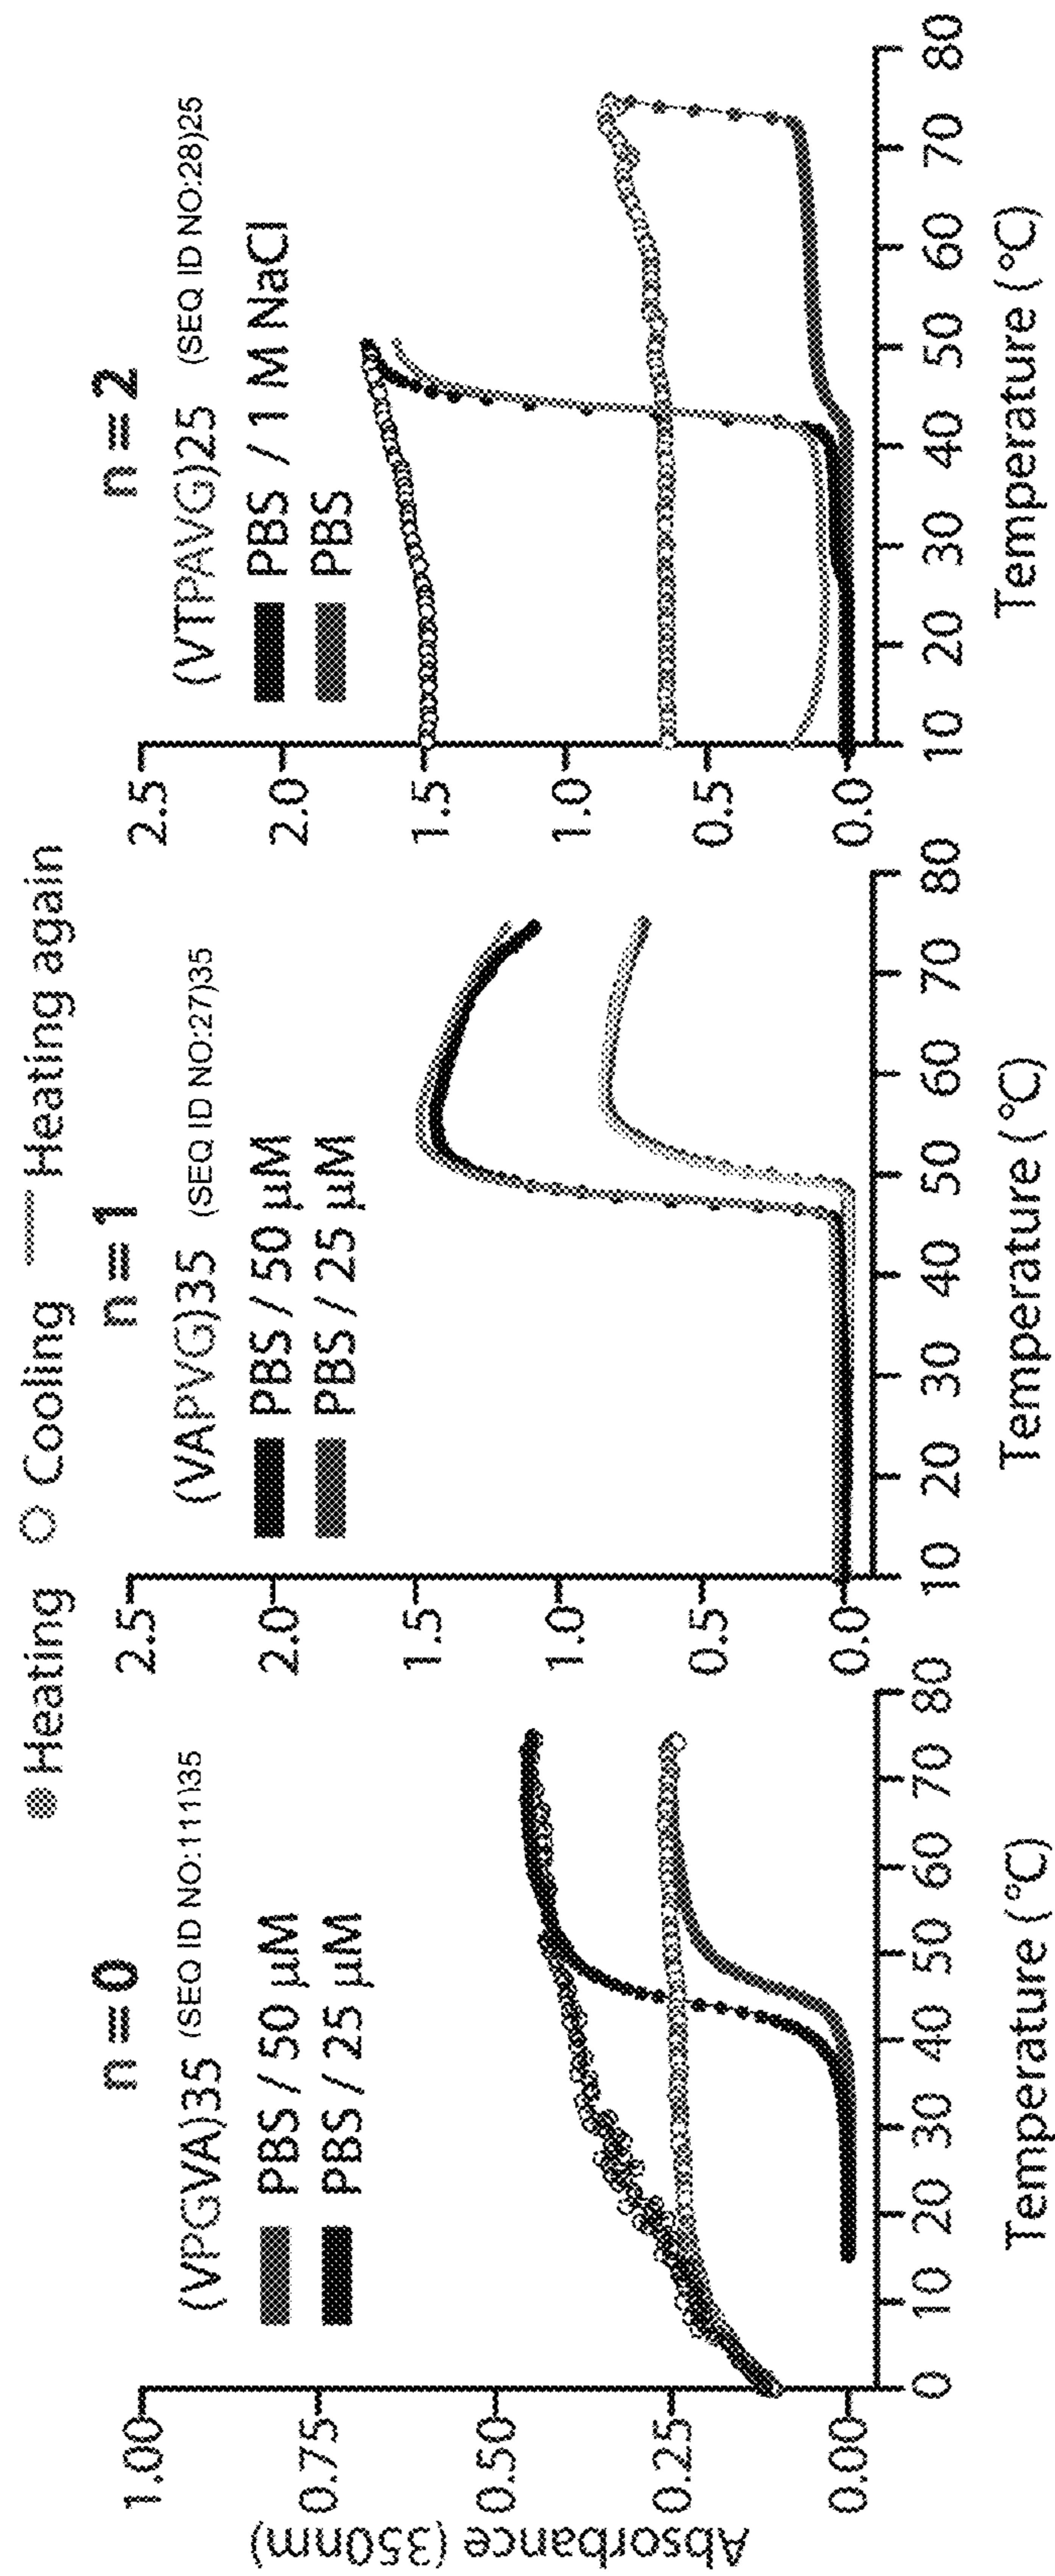 Heating Cooling Heating again
n = 0
(VPGVA)35 (SEQ ID NO:111)35
PBS / 50 µM
PBS / 25 µM
Absorbance (350nm)
1.00
0.75
0.50
0.25
0.00
0 10 20 30 40 50 60 70 80
Temperature (°C)
n = 1
(VAPVG)35 (SEQ ID NO:27)35
PBS / 50 µM
PBS / 25 µM
2.5
2.0
1.5
1.0
0.5
0.0
10 20 30 40 50 60 70 80
Temperature (°C)
n = 2
(VTPAVG)25 (SEQ ID NO:28)25
PBS / 1 M NaCl
PBS
2.5
2.0
1.5
1.0
0.5
0.0
10 20 30 40 50 60 70 80
Temperature (°C)